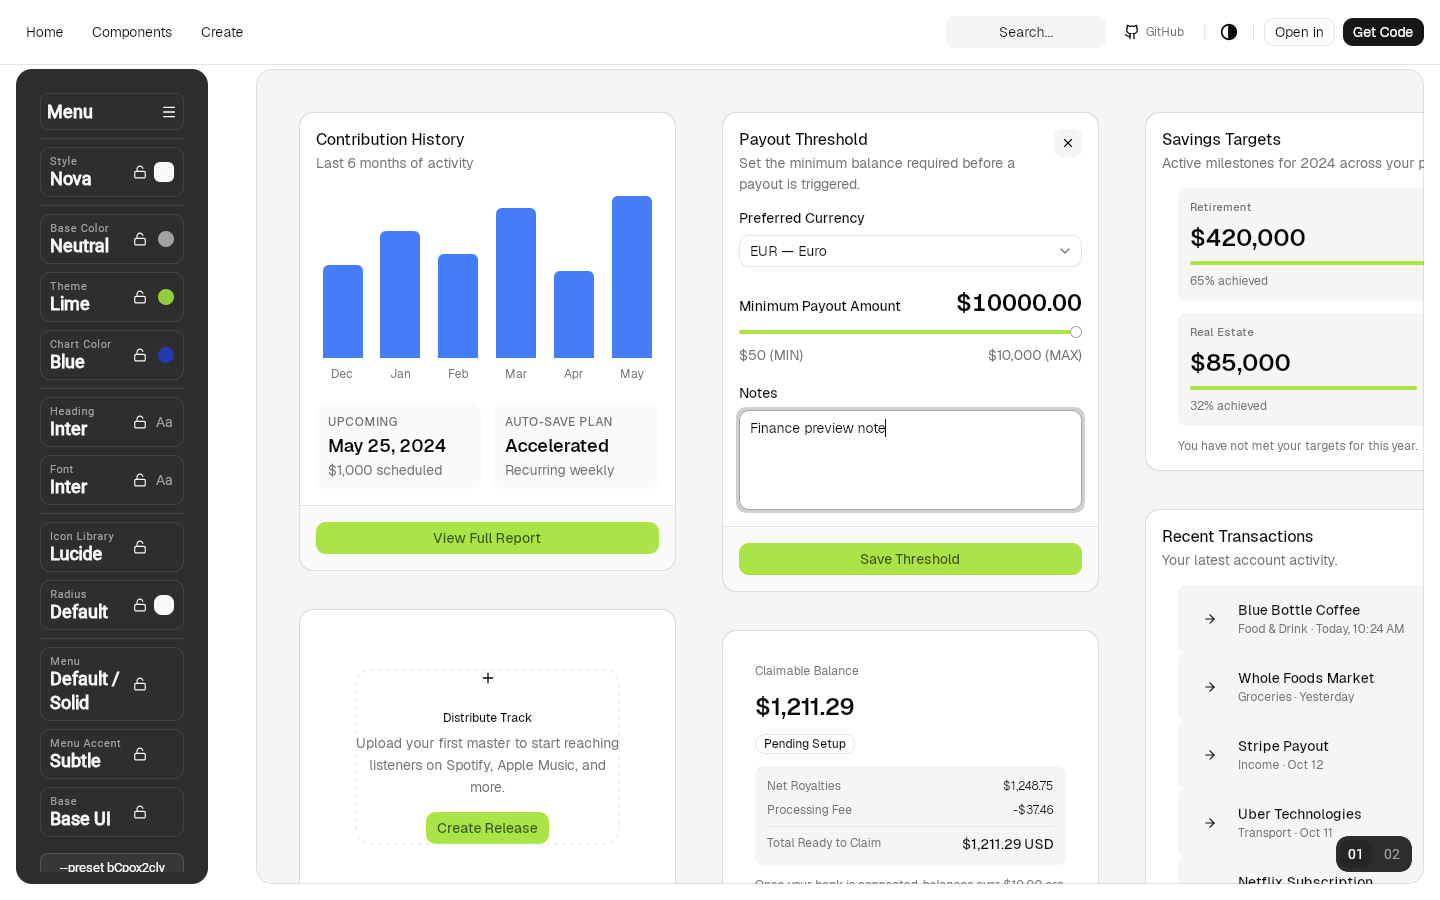 Home
Components
Create
Search...
GitHub
Open in
Get Code
Menu
Style
Nova
Base Color
Neutral
Theme
Lime
Chart Color
Blue
Heading
Inter
Aa
Font
Inter
Aa
Icon Library
Lucide
Radius
Default
Menu
Default /
Solid
Menu Accent
Subtle
Base
Base UI
--preset bCpox2clv
Contribution History
Last 6 months of activity
Dec
Jan
Feb
Mar
Apr
May
UPCOMING
May 25, 2024
$1,000 scheduled
AUTO-SAVE PLAN
Accelerated
Recurring weekly
View Full Report
Distribute Track
Upload your first master to start reaching
listeners on Spotify, Apple Music, and
more.
Create Release
Payout Threshold
Set the minimum balance required before a
payout is triggered.
Preferred Currency
EUR — Euro
Minimum Payout Amount
$10000.00
$50 (MIN)
$10,000 (MAX)
Notes
Finance preview note
Save Threshold
Claimable Balance
$1,211.29
Pending Setup
Net Royalties
$1,248.75
Processing Fee
-$37.46
Total Ready to Claim
$1,211.29 USD
Once your bank is connected, balances over $10.00 are
Savings Targets
Active milestones for 2024 across your
Retirement
$420,000
65% achieved
Real Estate
$85,000
32% achieved
You have not met your targets for this year.
Recent Transactions
Your latest account activity.
Blue Bottle Coffee
Food & Drink · Today, 10:24 AM
Whole Foods Market
Groceries · Yesterday
Stripe Payout
Income · Oct 12
Uber Technologies
Transport · Oct 11
Netflix Subscription
01
02